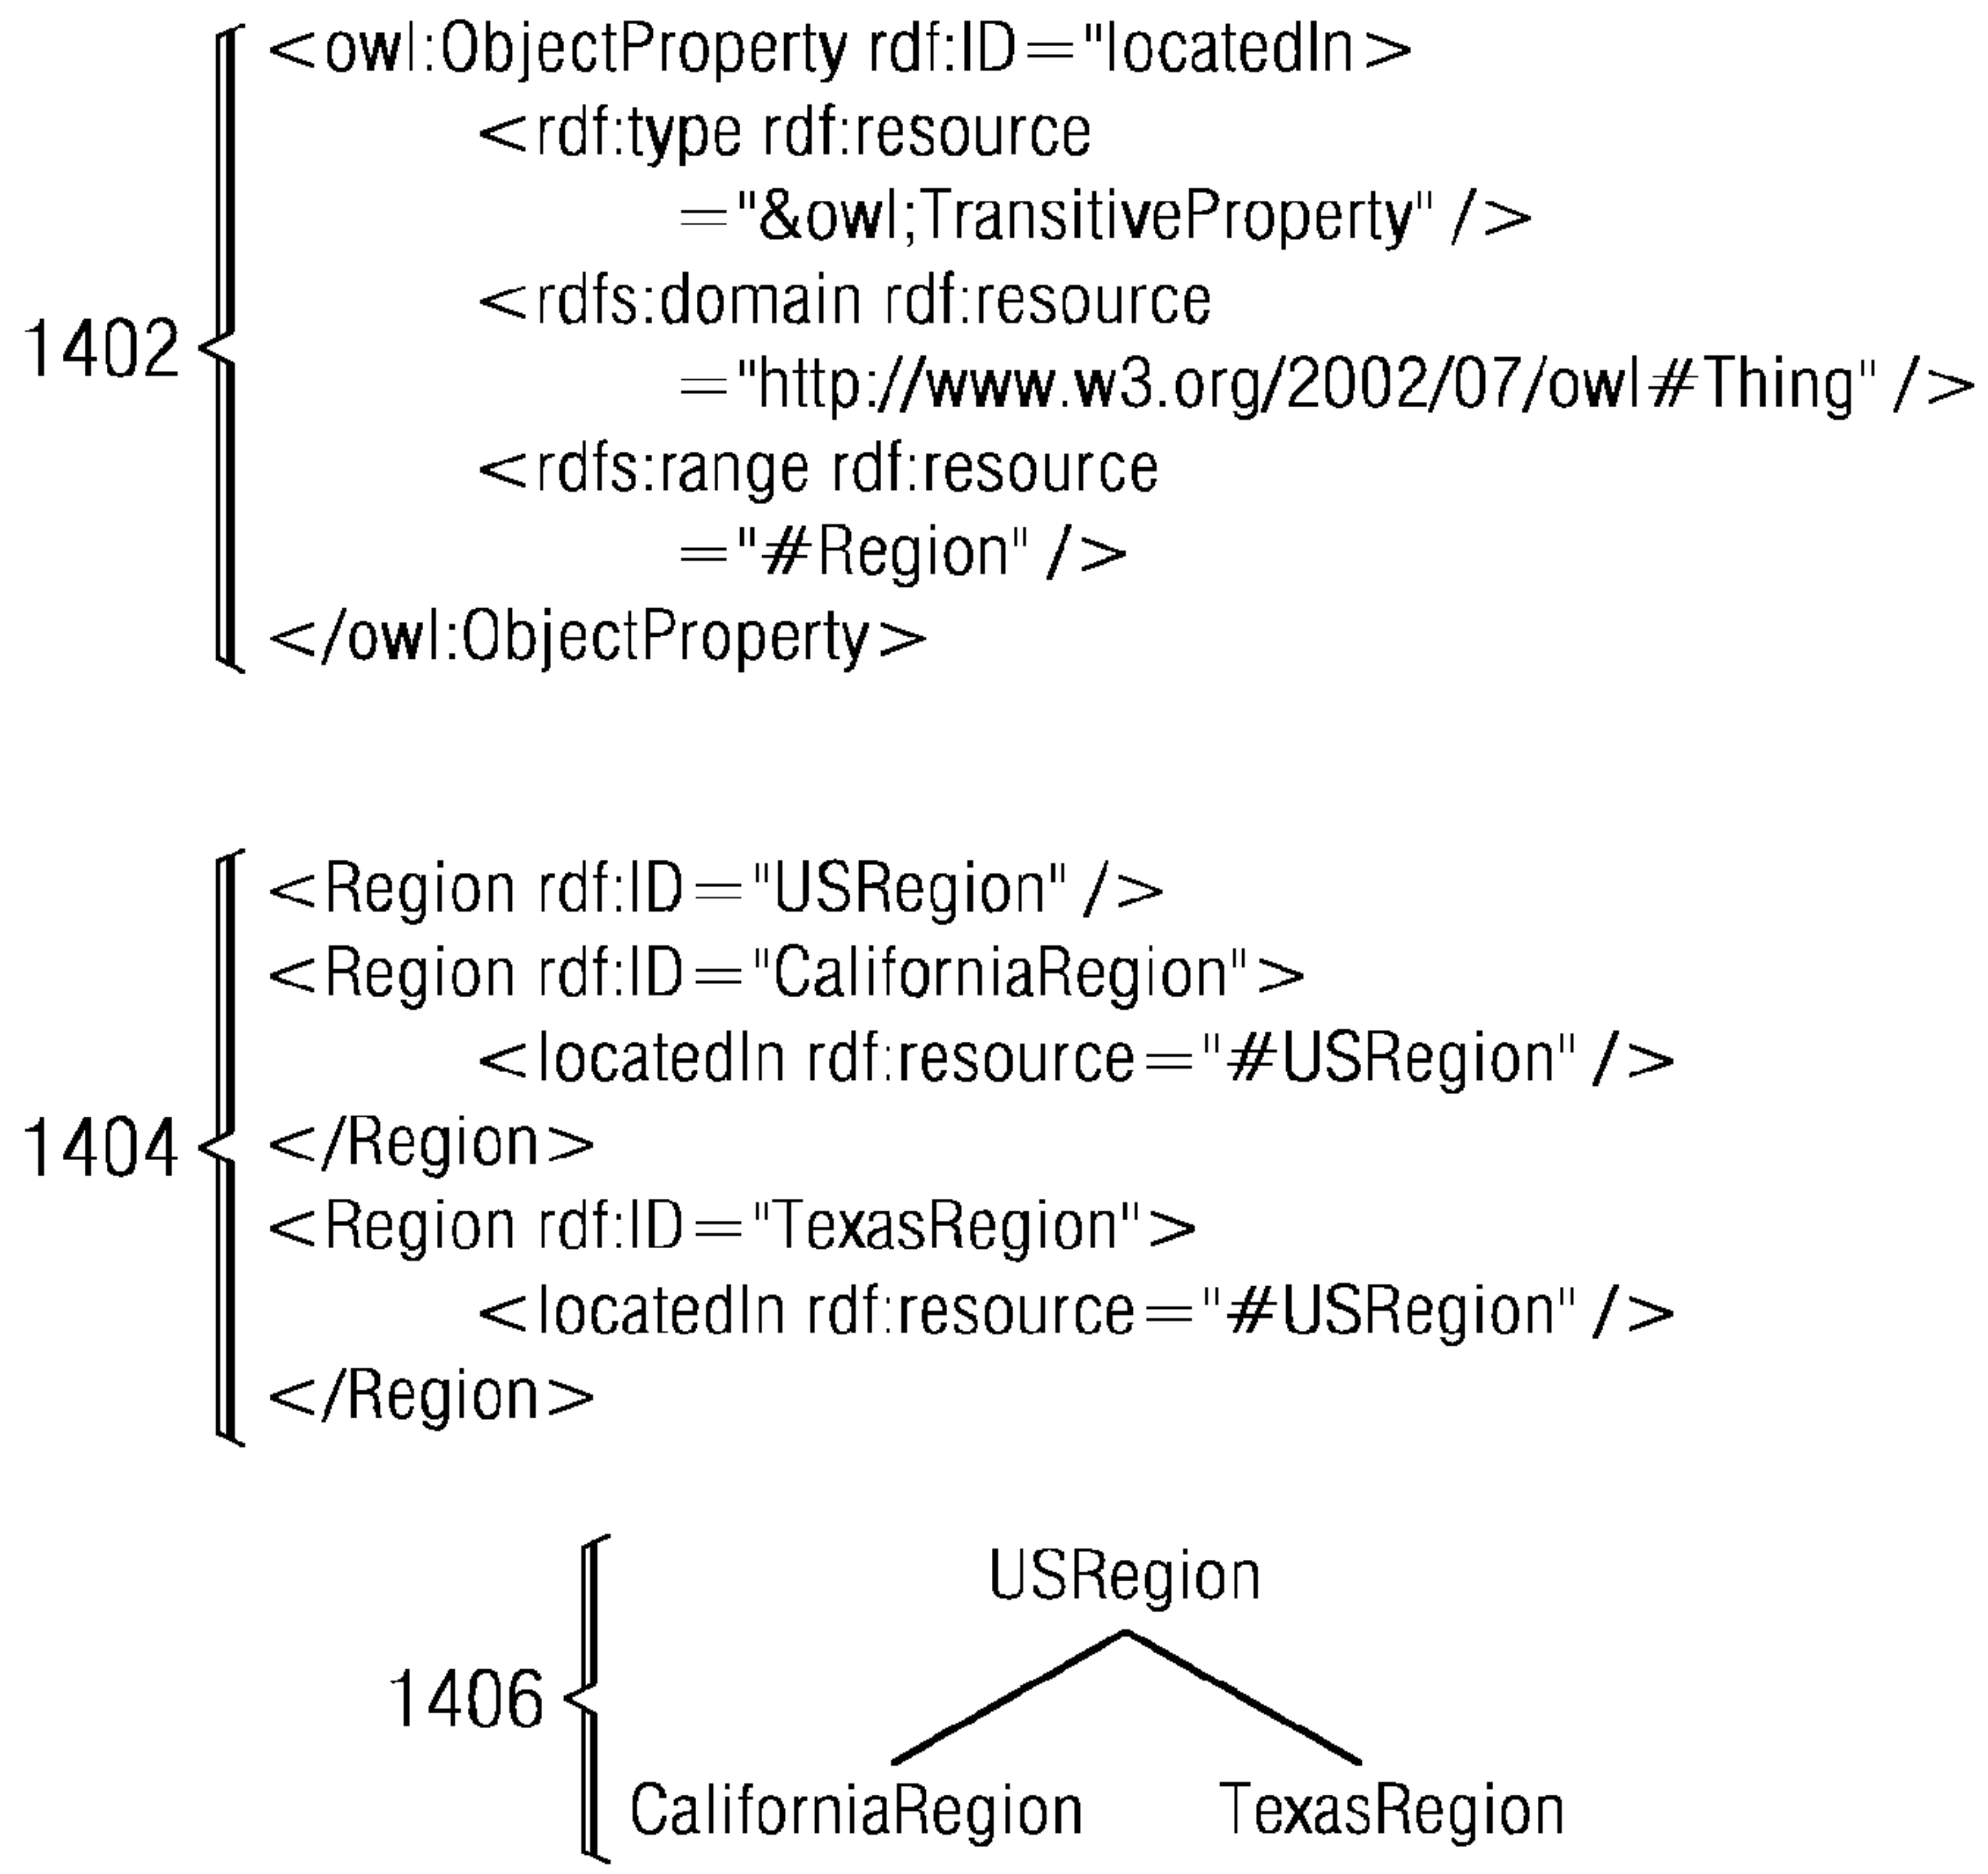 <owl:ObjectProperty rdf:ID="locatedIn>
<rdf:type rdf:resource
="&owl;TransitiveProperty" />
<rdfs:domain rdf:resource
="http://www.w3.org/2002/07/owl#Thing" />
1402
<rdfs:range rdf:resource
="#Region" />
</owl:ObjectProperty>
<Region rdf:ID="USRegion" />
<Region rdf:ID="CaliforniaRegion">
<locatedIn rdf:resource="#USRegion" />
1404
</Region>
<Region rdf:ID="TexasRegion">
<locatedIn rdf:resource="#USRegion" />
</Region>
USRegion
1406
CaliforniaRegion TexasRegion